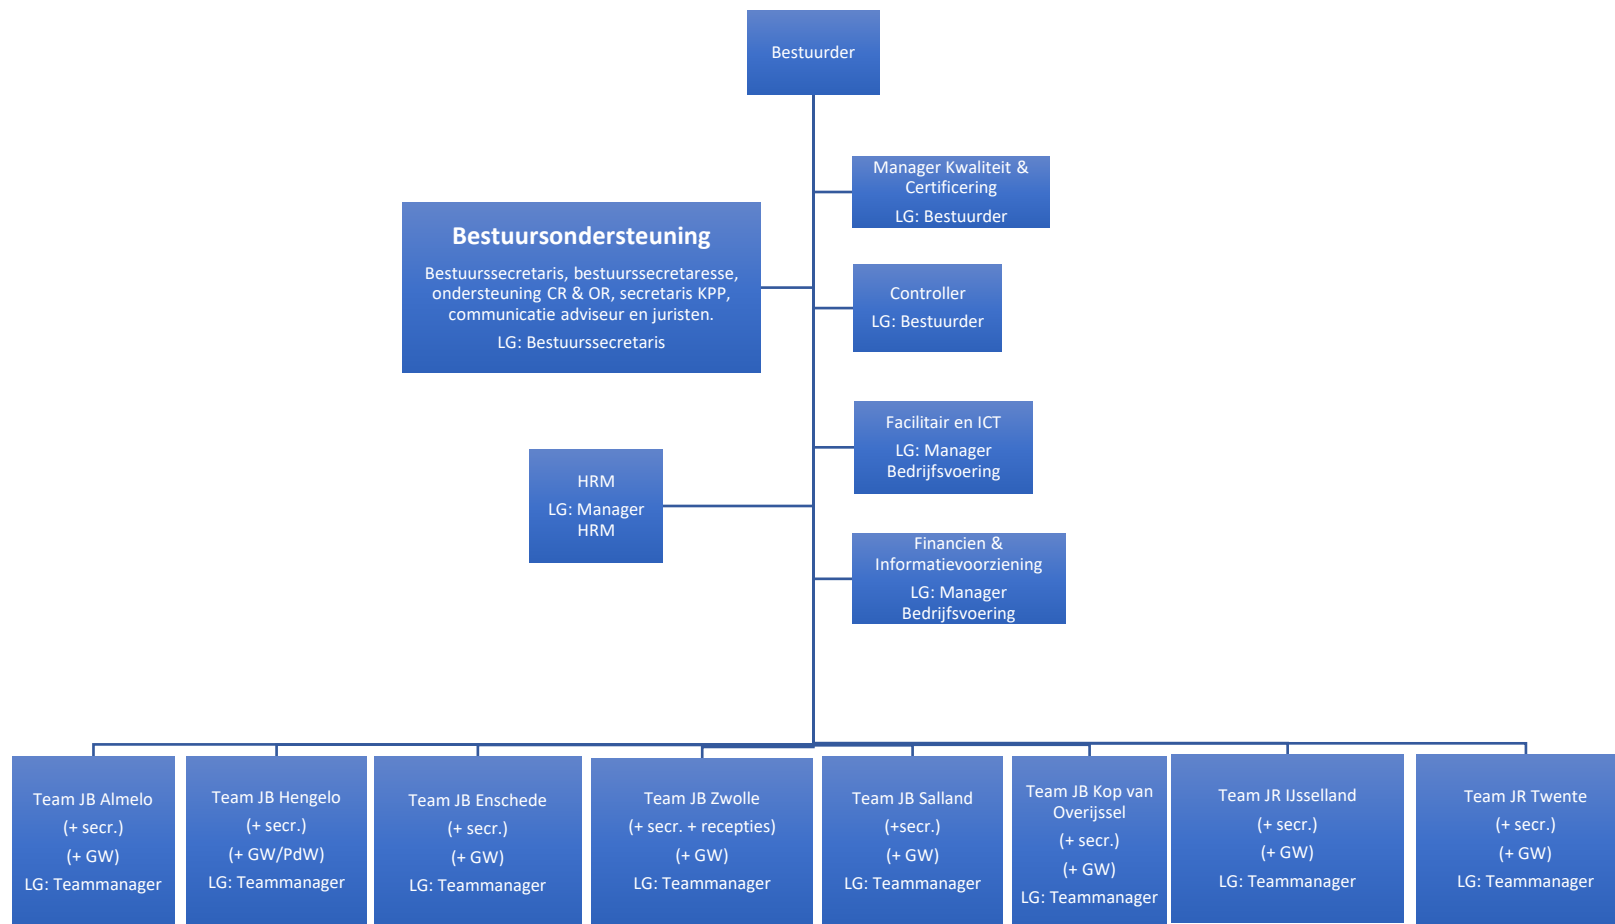 Bestuurder
Manager Kwaliteit &
Certificering
LG: Bestuurder
Bestuursondersteuning
Bestuurssecretaris, bestuurssecretaresse,
ondersteuning CR & OR, secretaris KPP,
communicatie adviseur en juristen.
LG: Bestuurssecretaris
Controller
LG: Bestuurder
Facilitair en ICT
LG: Manager
Bedrijfsvoering
HRM
LG: Manager
HRM
Financien &
Informatievoorziening
LG: Manager
Bedrijfsvoering
Team JB Almelo
(+ secr.)
(+ GW)
LG: Teammanager
Team JB Hengelo
(+ secr.)
(+ GW/PdW)
LG: Teammanager
Team JB Enschede
(+ secr.)
(+ GW)
LG: Teammanager
Team JB Zwolle
(+ secr. + recepties)
(+ GW)
LG: Teammanager
Team JB Salland
(+secr.)
(+ GW)
LG: Teammanager
Team JB Kop van
Overijssel
(+ secr.)
(+ GW)
LG: Teammanager
Team JR IJsselland
(+ secr.)
(+ GW)
LG: Teammanager
Team JR Twente
(+ secr.)
(+ GW)
LG: Teammanager